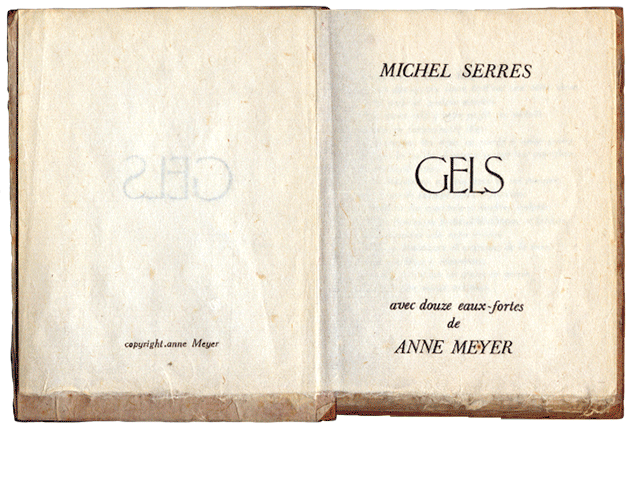 copyright.anne Meyer
MICHEL SERRES
GELS
avec douze eaux-fortes
de
ANNE MEYER